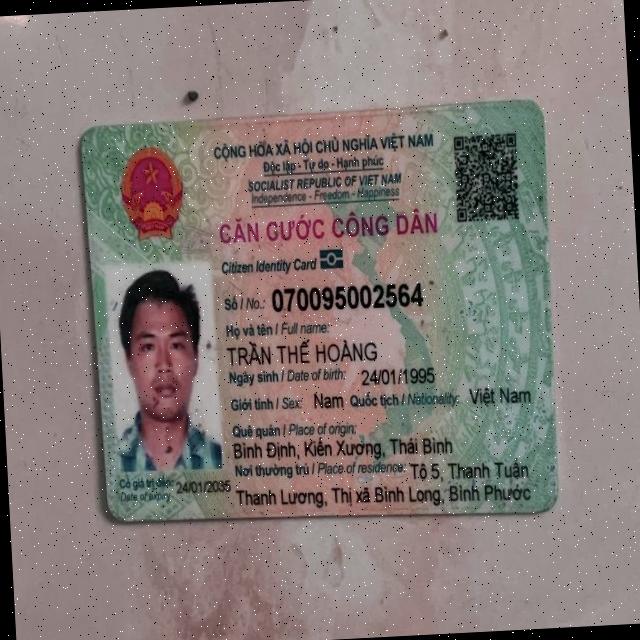 CỘNG HÒA XÃ HỘI CHỦ NGHĨA VIỆT NAM
Độc lập - Tự do - Hạnh phúc
SOCIALIST REPUBLIC OF VIET NAM
Independence - Freedom - Happiness
CĂN CƯỚC CÔNG DÂN
Citizen Identity Card
Số / No.: 070095002564
Họ và tên / Full name:
TRẦN THẾ HOÀNG
Ngày sinh / Date of birth: 24/01/1995
Giới tính / Sex: Nam Quốc tịch / Nationality: Việt Nam
Quê quán / Place of origin:
Bình Định, Kiến Xương, Thái Bình
Nơi thường trú / Place of residence: Tổ 5, Thanh Tuấn
Thanh Lương, Thị xã Bình Long, Bình Phước
Có giá trị đến: 24/01/2035
Date of expiry